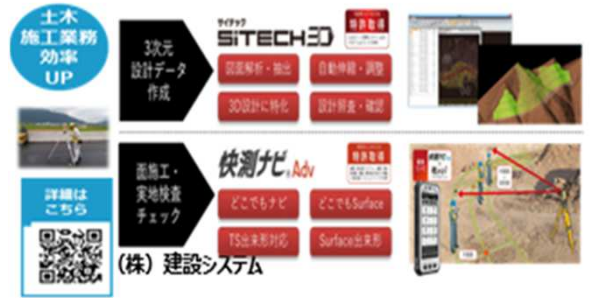 土木
施工業務
効率
UP
3次元
設計データ
作成
サイテック
SiTECH3D
特許取得
図面解析・抽出
自動伸縮・調整
3D設計に特化
設計照査・確認
面施工・
実地検査
チェック
快測ナビ Adv
特許取得
どこでもナビ
どこでもSurface
TS出来形対応
Surface出来形
詳細は
こちら
(株) 建設システム